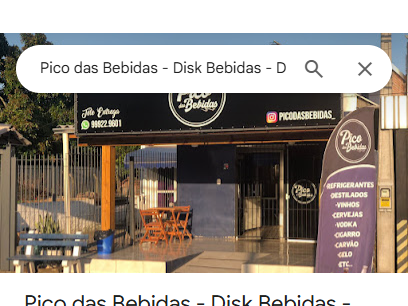 Pico das Bebidas - Disk Bebidas - D
Pico
das Bebidas
Tele Entrega
99922.9601
PICODASBEBIDAS_
Pico
das Bebidas
REFRIGERANTES
DESTILADOS
-VINHOS
-CERVEJAS
-VODKA
-CIGARRO
-CARVÃO
-GELO
ETC...
Pico das Bebidas - Disk Bebidas -